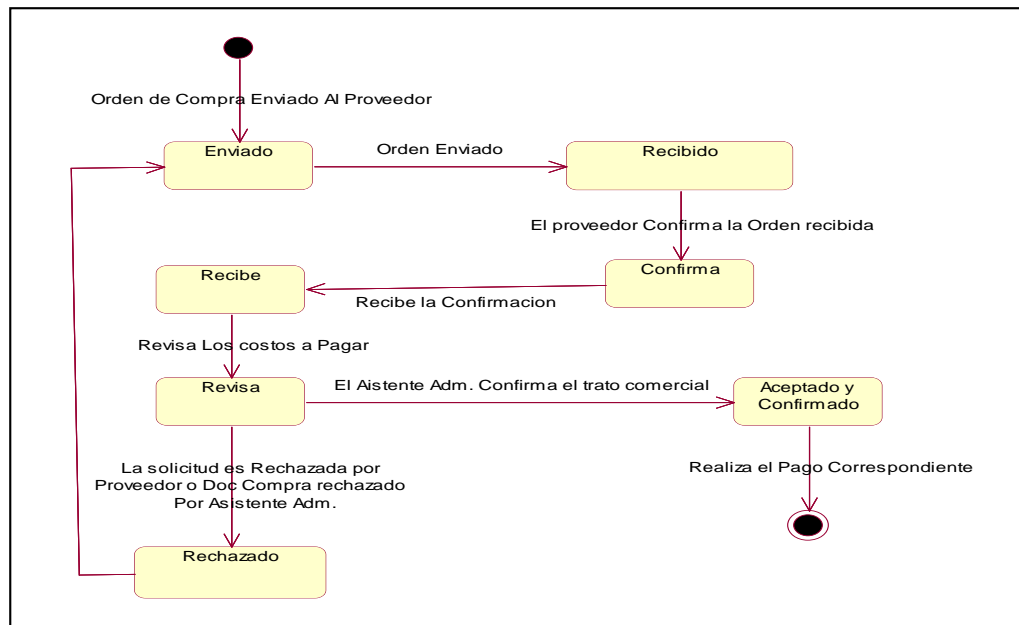 Orden de Compra Enviado Al Proveedor
Enviado
Orden Enviado
Recibido
El proveedor Confirma la Orden recibida
Confirma
Recibe
Recibe la Confirmacion
Revisa Los costos a Pagar
Revisa
El Aistente Adm. Confirma el trato comercial
Aceptado y
Confirmado
La solicitud es Rechazada por
Proveedor o Doc Compra rechazado
Por Asistente Adm.
Realiza el Pago Correspondiente
Rechazado